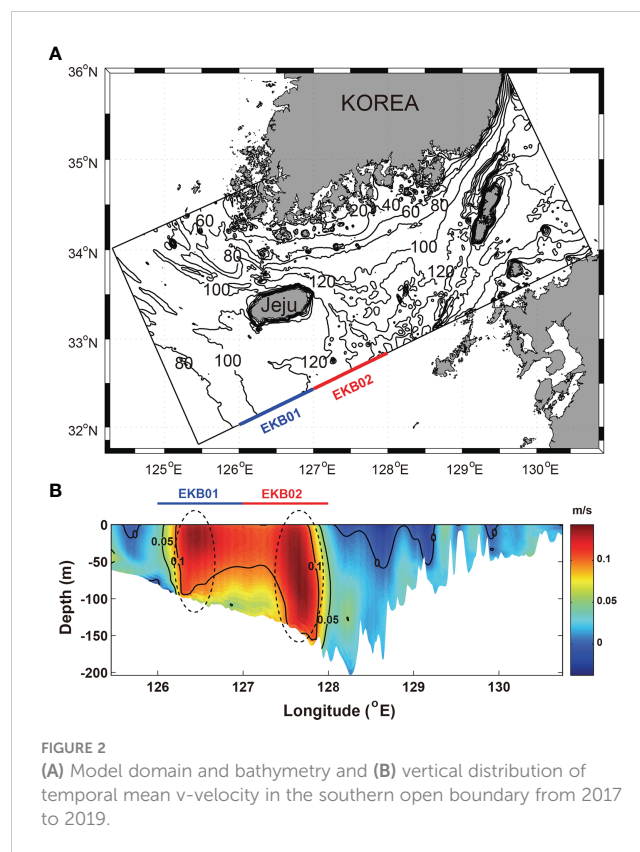 A
36°N
35°N
34°N
33°N
32°N
KOREA
60
20
40
60
80
80
100
100
120
120
Jeju
80
100
120
EKB01
EKB02
125°E
126°E
127°E
128°E
129°E
130°E
B
EKB01
EKB02
m/s
0
-50
-100
-150
-200
Depth (m)
0
0.05
0.1
0.1
0.05
0
0
0
0.1
0.05
0
126
127
128
129
130
Longitude (°E)
FIGURE 2
(A) Model domain and bathymetry and (B) vertical distribution of
temporal mean v-velocity in the southern open boundary from 2017
to 2019.